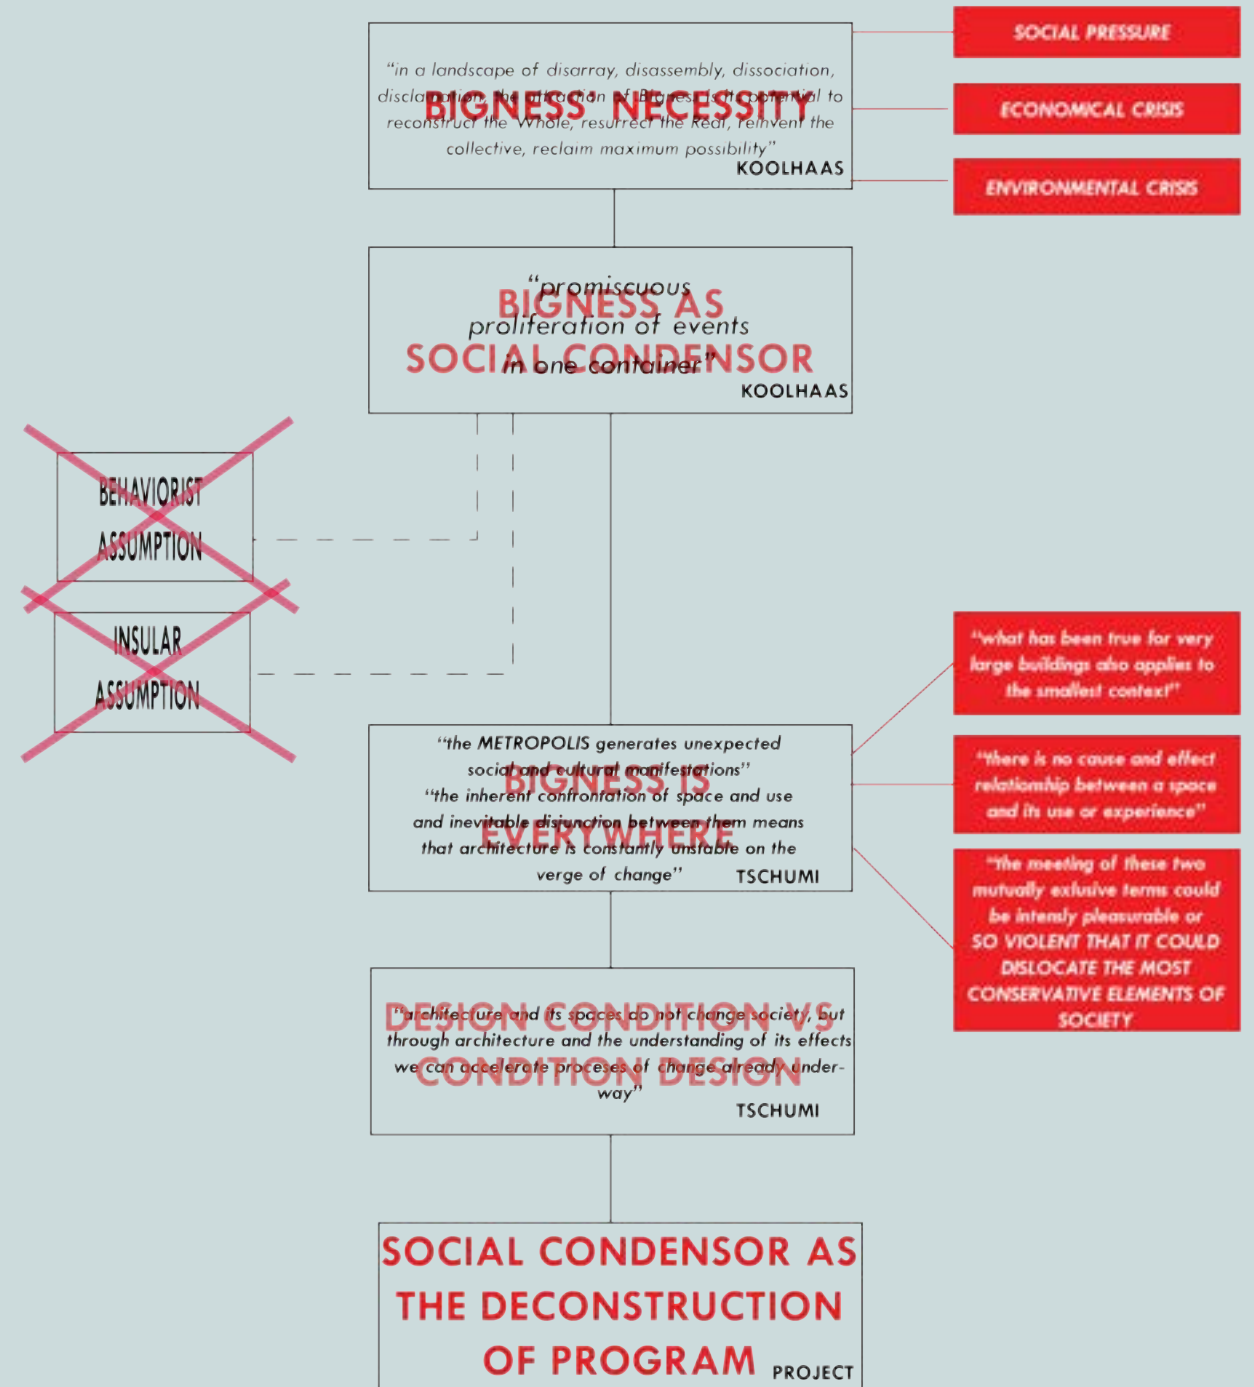 SOCIAL PRESSURE
ECONOMICAL CRISIS
ENVIRONMENTAL CRISIS
BIGNESS' NECESSITY
“in a landscape of disarray, disassembly, dissociation,
disclamation, the attraction of Bigness is its potential to
reconstruct the Whole, resurrect the Real, reinvent the
collective, reclaim maximum possibility”
KOOLHAAS
BIGNESS AS
SOCIAL CONDENSOR
“promiscuous
proliferation of events
in one container”
KOOLHAAS
BEHAVIORIST
ASSUMPTION
INSULAR
ASSUMPTION
BIGNESS IS
EVERYWHERE
“the METROPOLIS generates unexpected
social and cultural manifestations”
“the inherent confrontation of space and use
and inevitable disjunction between them means
that architecture is constantly unstable on the
verge of change”
TSCHUMI
“what has been true for very
large buildings also applies to
the smallest context”
“there is no cause and effect
relationship between a space
and its use or experience”
“the meeting of these two
mutually exlusive terms could
be intensly pleasurable or
SO VIOLENT THAT IT COULD
DISLOCATE THE MOST
CONSERVATIVE ELEMENTS OF
SOCIETY
DESIGN CONDITION VS
CONDITION DESIGN
“architecture and its spaces do not change society, but
through architecture and the understanding of its effects
we can accelerate proceses of change already under-
way”
TSCHUMI
SOCIAL CONDENSOR AS
THE DECONSTRUCTION
OF PROGRAM
PROJECT